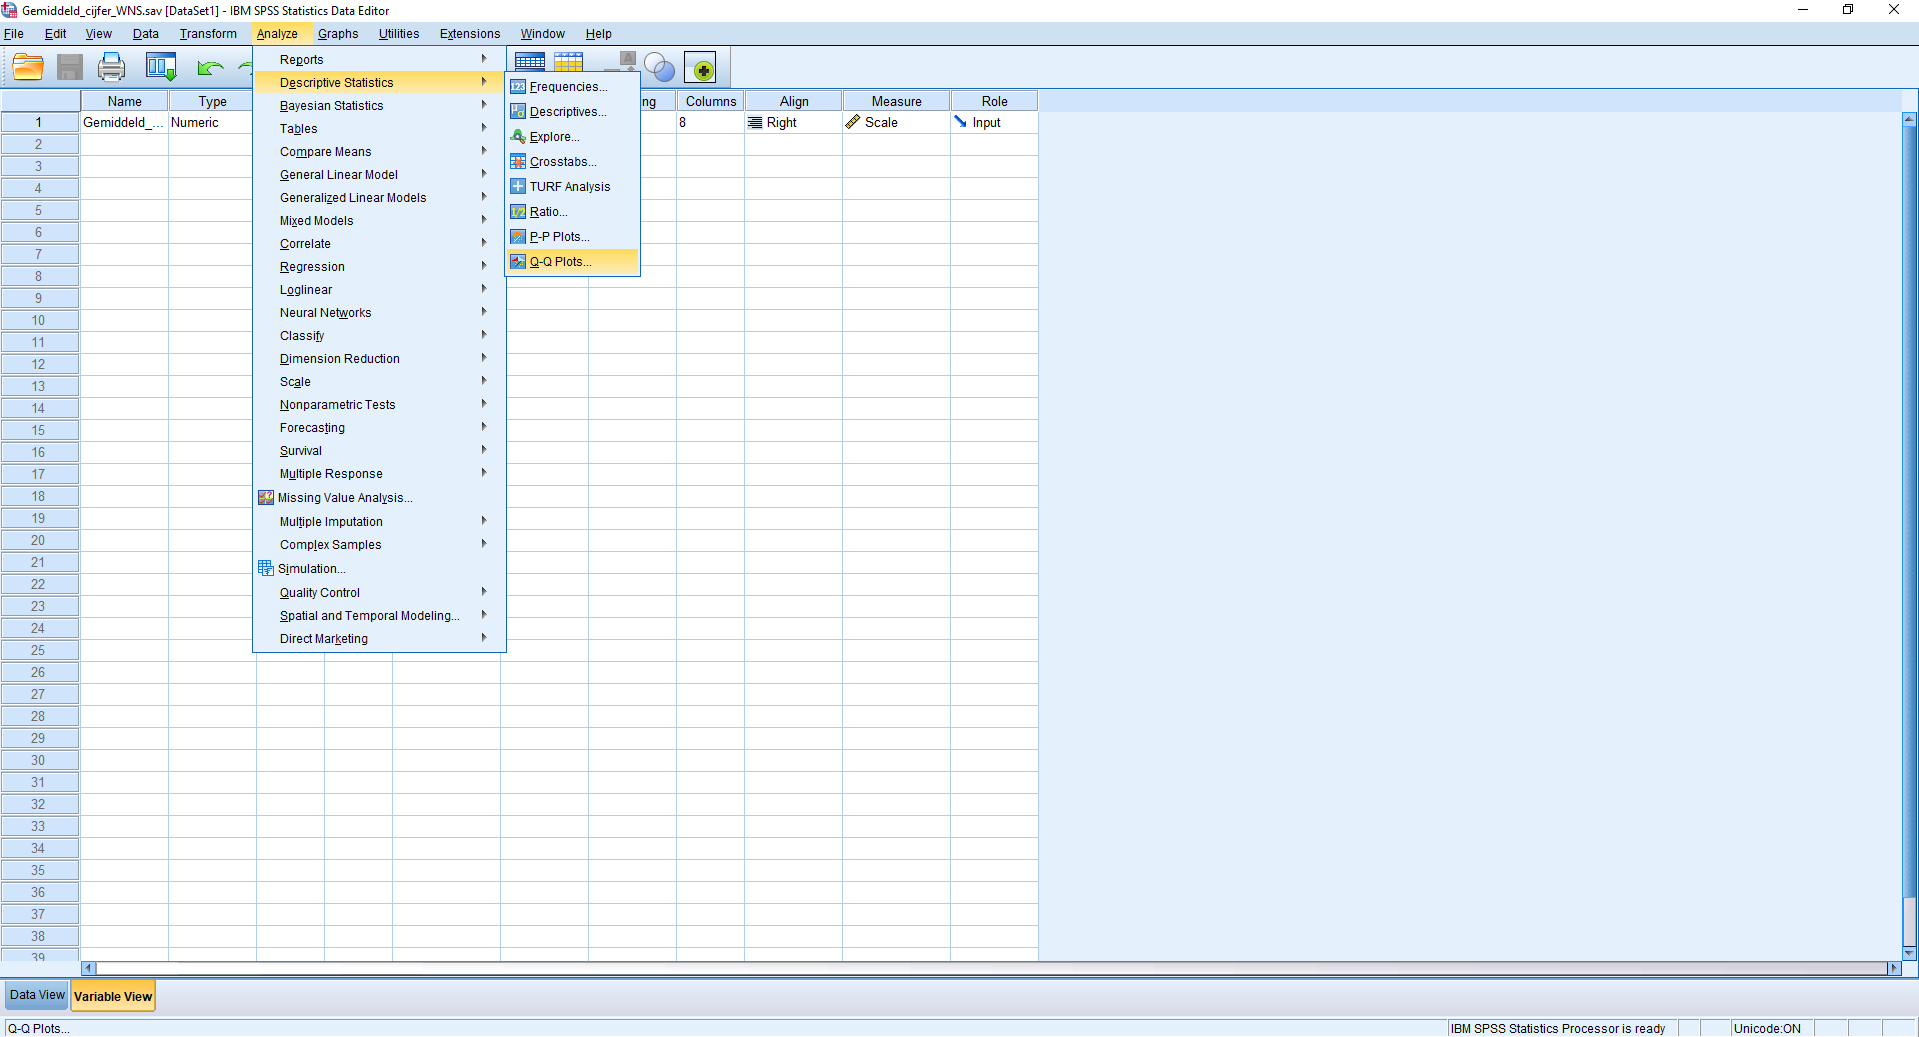 Gemiddeld_cijfer_WNS.sav [DataSet1] - IBM SPSS Statistics Data Editor
File Edit View Data Transform Analyze Graphs Utilities Extensions Window Help
Name Type ng Columns Align Measure Role
1 Gemiddeld_... Numeric 8 Right Scale Input
2
3
4
5
6
7
8
9
10
11
12
13
14
15
16
17
18
19
20
21
22
23
24
25
26
27
28
29
30
31
32
33
34
35
36
37
38
39
Reports
Descriptive Statistics
Bayesian Statistics
Tables
Compare Means
General Linear Model
Generalized Linear Models
Mixed Models
Correlate
Regression
Loglinear
Neural Networks
Classify
Dimension Reduction
Scale
Nonparametric Tests
Forecasting
Survival
Multiple Response
Missing Value Analysis...
Multiple Imputation
Complex Samples
Simulation...
Quality Control
Spatial and Temporal Modeling...
Direct Marketing
Frequencies...
Descriptives...
Explore...
Crosstabs...
TURF Analysis
Ratio...
P-P Plots...
Q-Q Plots...
Data View Variable View
Q-Q Plots... IBM SPSS Statistics Processor is ready Unicode:ON